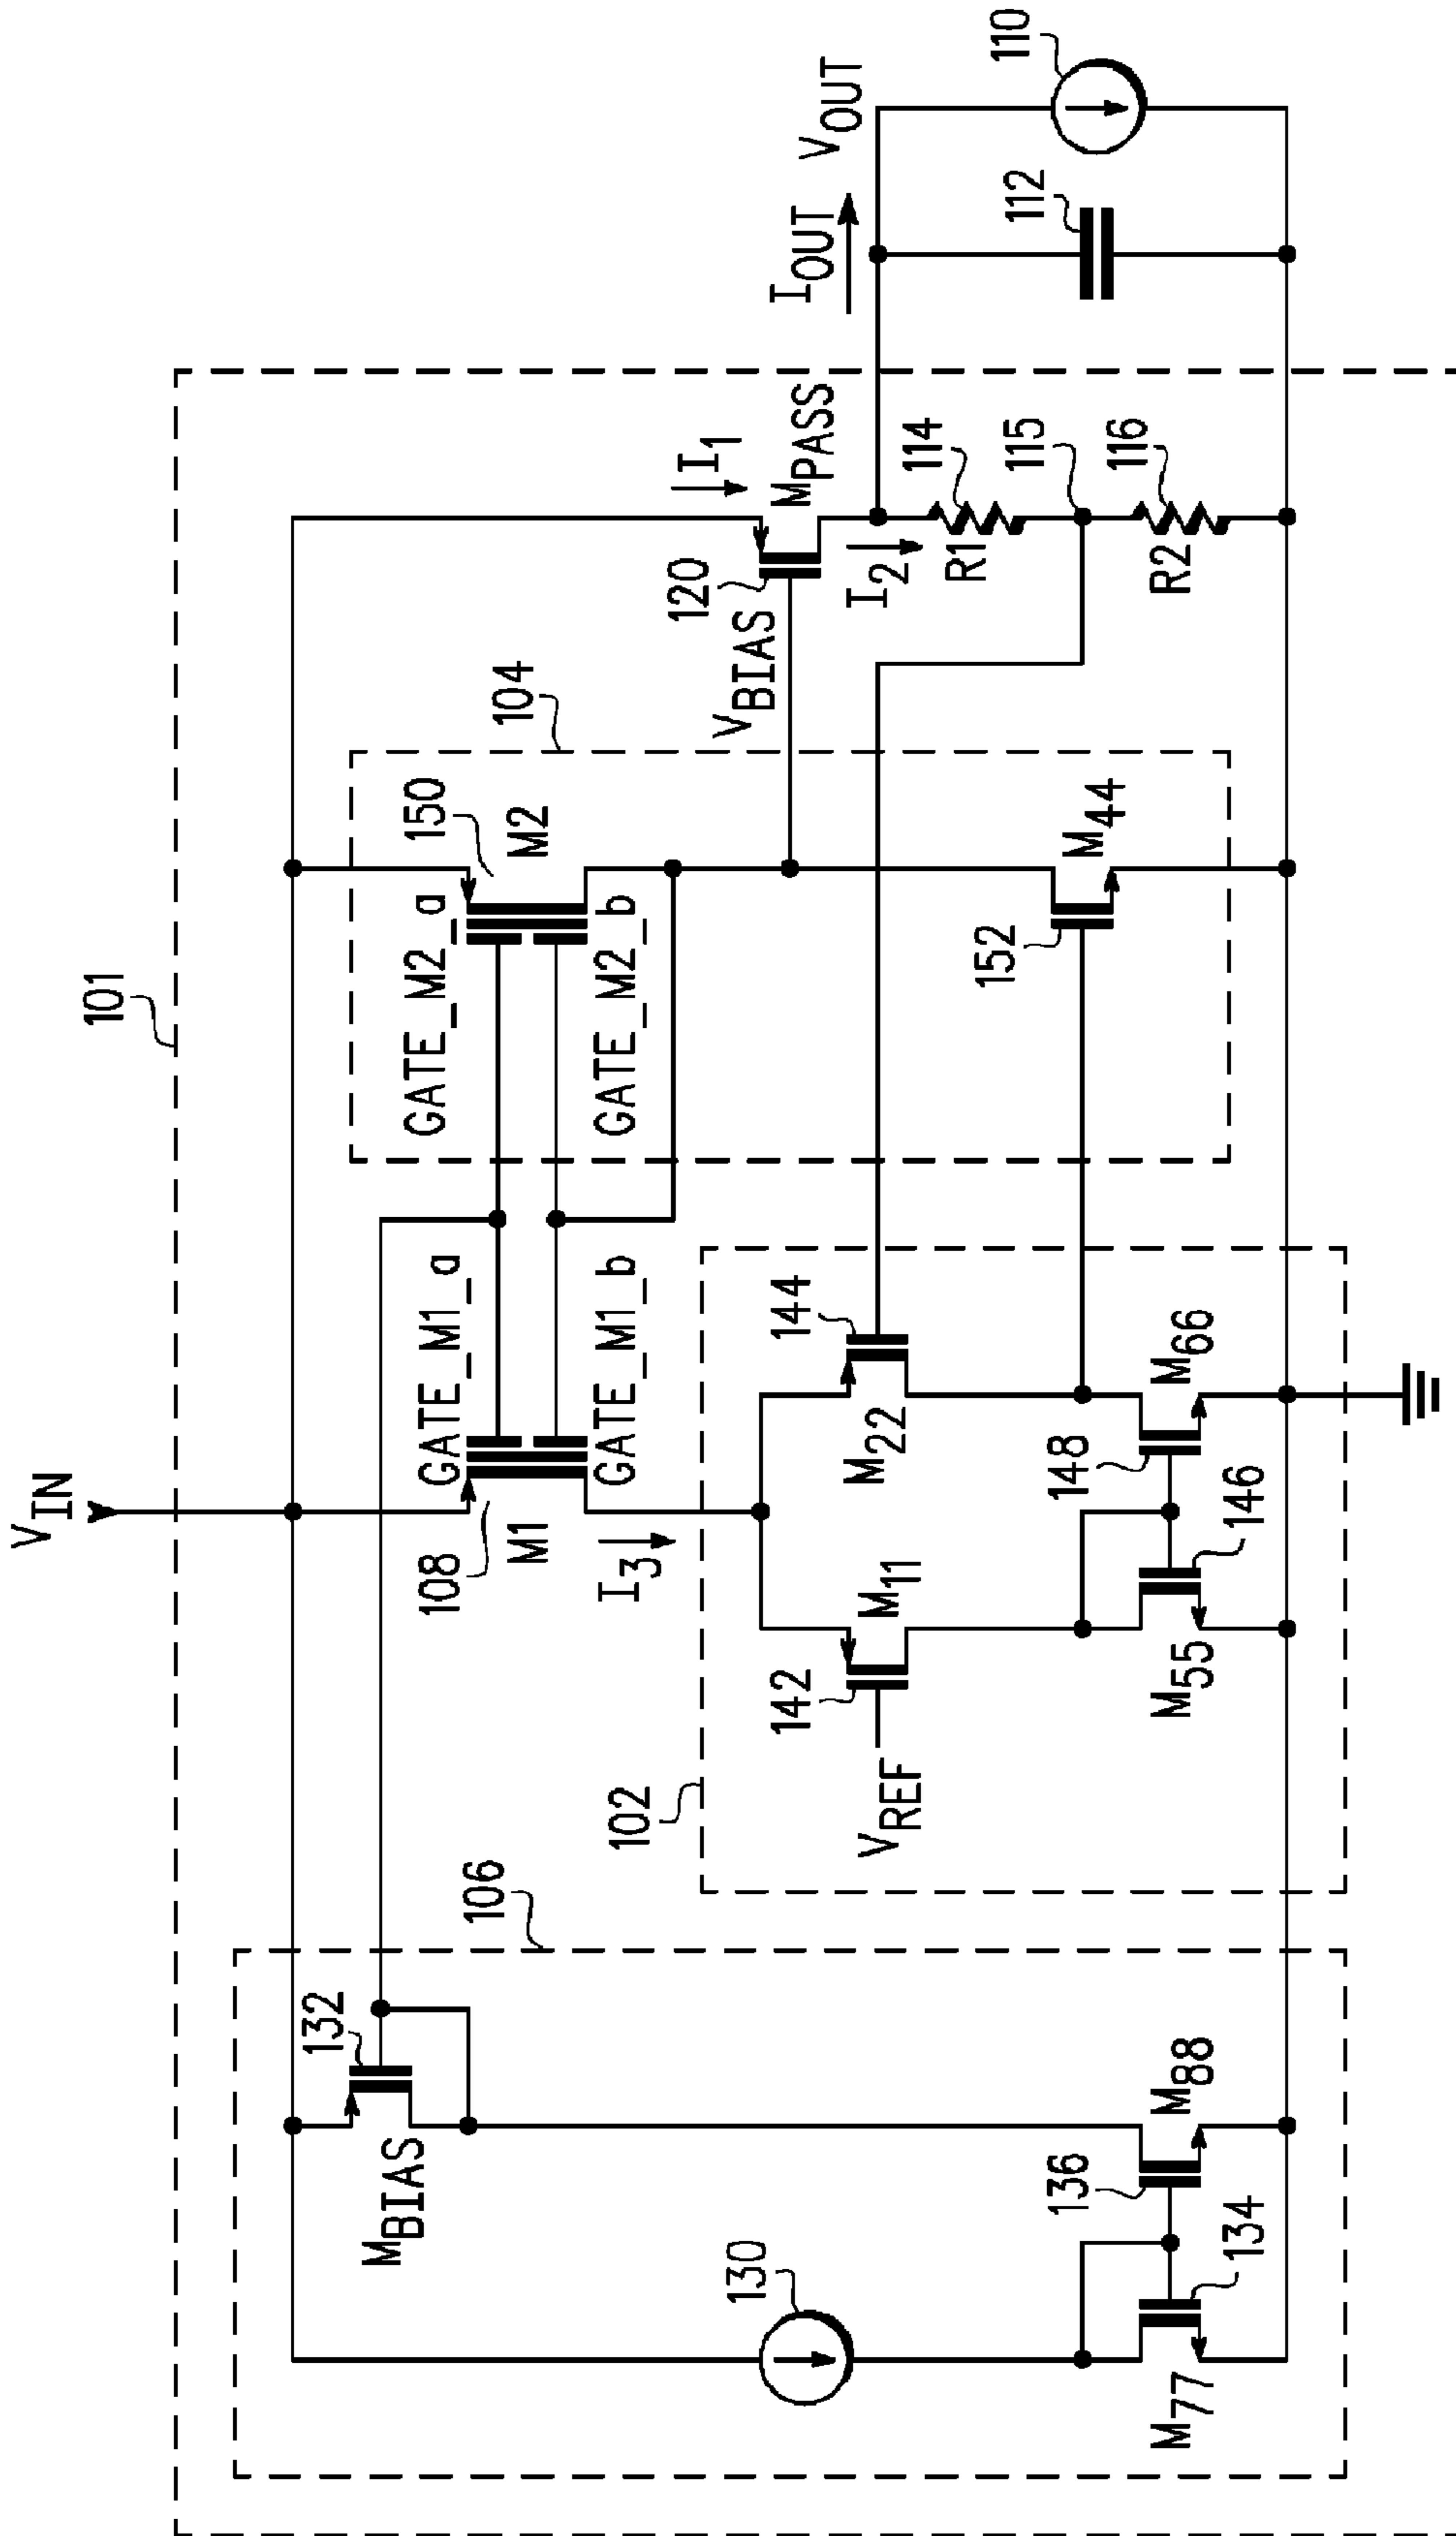 101
V_IN
106
132
M_BIAS
130
136
M_88
134
M_77
108
M1
GATE_M1_a
GATE_M1_b
I_3
102
142
M_11
V_REF
144
M_22
148
M_66
146
M_55
104
150
M2
GATE_M2_a
GATE_M2_b
152
M_44
V_BIAS
120
I_1
M_PASS
I_2
114
R1
115
116
R2
I_OUT
V_OUT
112
110